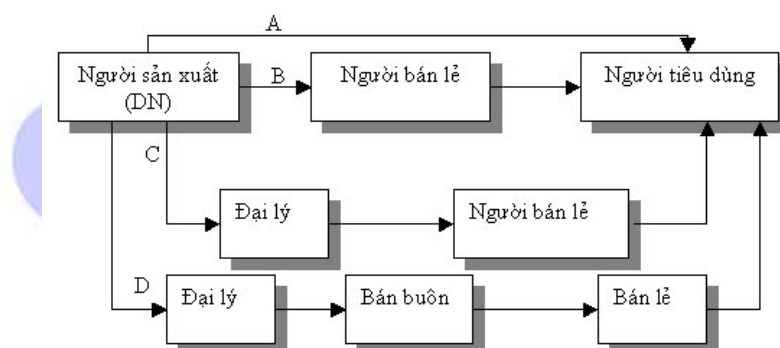 A
Người sản xuất
(DN)
B
Người bán lẻ
Người tiêu dùng
C
Đại lý
Người bán lẻ
D
Đại lý
Bán buôn
Bán lẻ